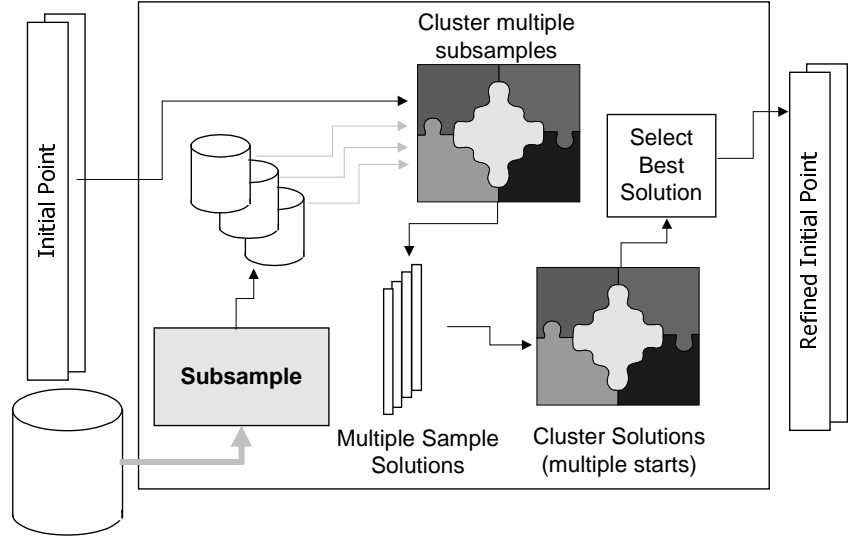 Initial Point
Cluster multiple
subsamples
Select
Best
Solution
Refined Initial Point
Subsample
Multiple Sample
Solutions
Cluster Solutions
(multiple starts)